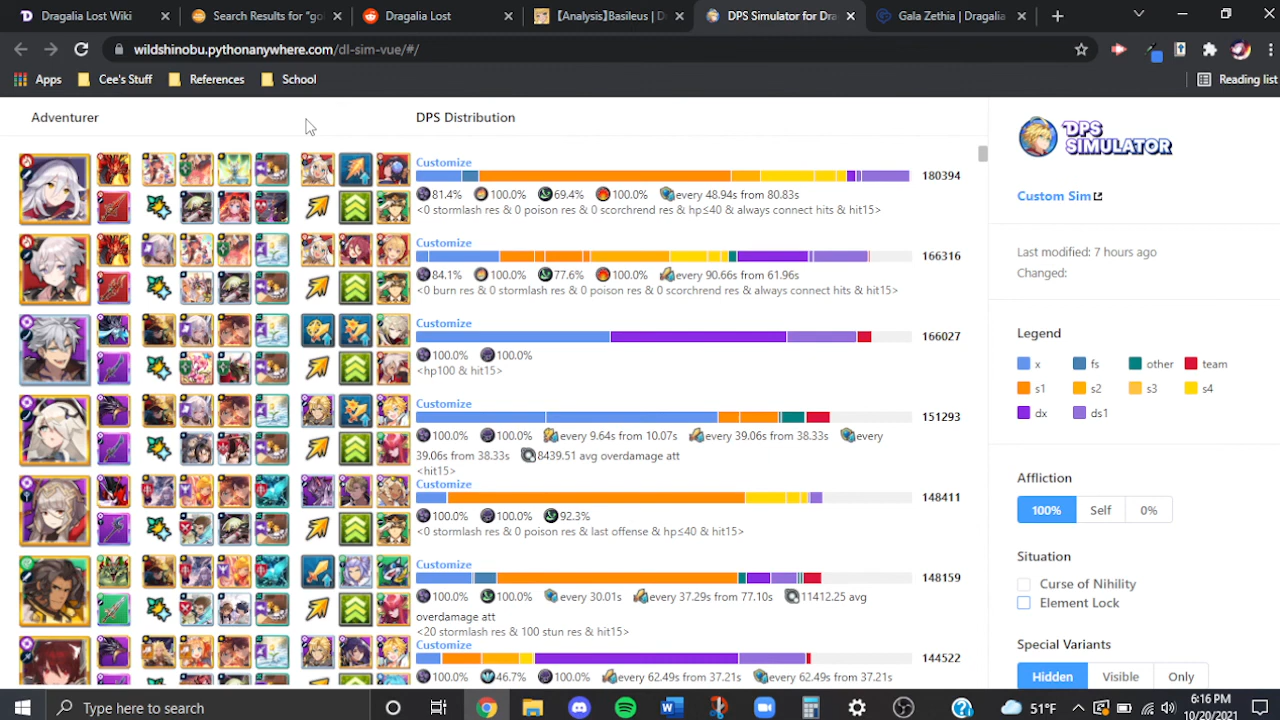 Dragalia Lost Wiki
Search Results for "go
Dragalia Lost
【Analysis】Basileus | D
DPS Simulator for Dra
Gala Zethia | Dragalia
wildshinobu.pythonanywhere.com/dl-sim-vue/#/
Apps
Cee's Stuff
References
School
Reading list
Adventurer
DPS Distribution
Customize
180394
81.4% 100.0% 69.4% 100.0% every 48.94s from 80.83s
<0 stormlash res & 0 poison res & 0 scorchrend res & hp≤40 & always connect hits & hit15>
Customize
166316
84.1% 100.0% 77.6% 100.0% every 90.66s from 61.96s
<0 burn res & 0 stormlash res & 0 poison res & 0 scorchrend res & always connect hits & hit15>
Customize
166027
100.0% 100.0%
<hp100 & hit15>
Customize
151293
100.0% 100.0% every 9.64s from 10.07s every 39.06s from 38.33s every
39.06s from 38.33s 8439.51 avg overdamage att
<hit15>
Customize
148411
100.0% 100.0% 92.3%
<0 stormlash res & 0 poison res & last offense & hp≤40 & hit15>
Customize
148159
100.0% 100.0% every 30.01s every 37.29s from 77.10s 11412.25 avg
overdamage att
<20 stormlash res & 100 stun res & hit15>
Customize
144522
100.0% 46.7% 100.0% every 62.49s from 37.21s every 62.49s from 37.21s
DPS
SIMULATOR
Custom Sim
Last modified: 7 hours ago
Changed:
Legend
x fs other team
s1 s2 s3 s4
dx ds1
Affliction
100% Self 0%
Situation
Curse of Nihility
Element Lock
Special Variants
Hidden Visible Only
Type here to search
51°F
6:16 PM
10/20/2021